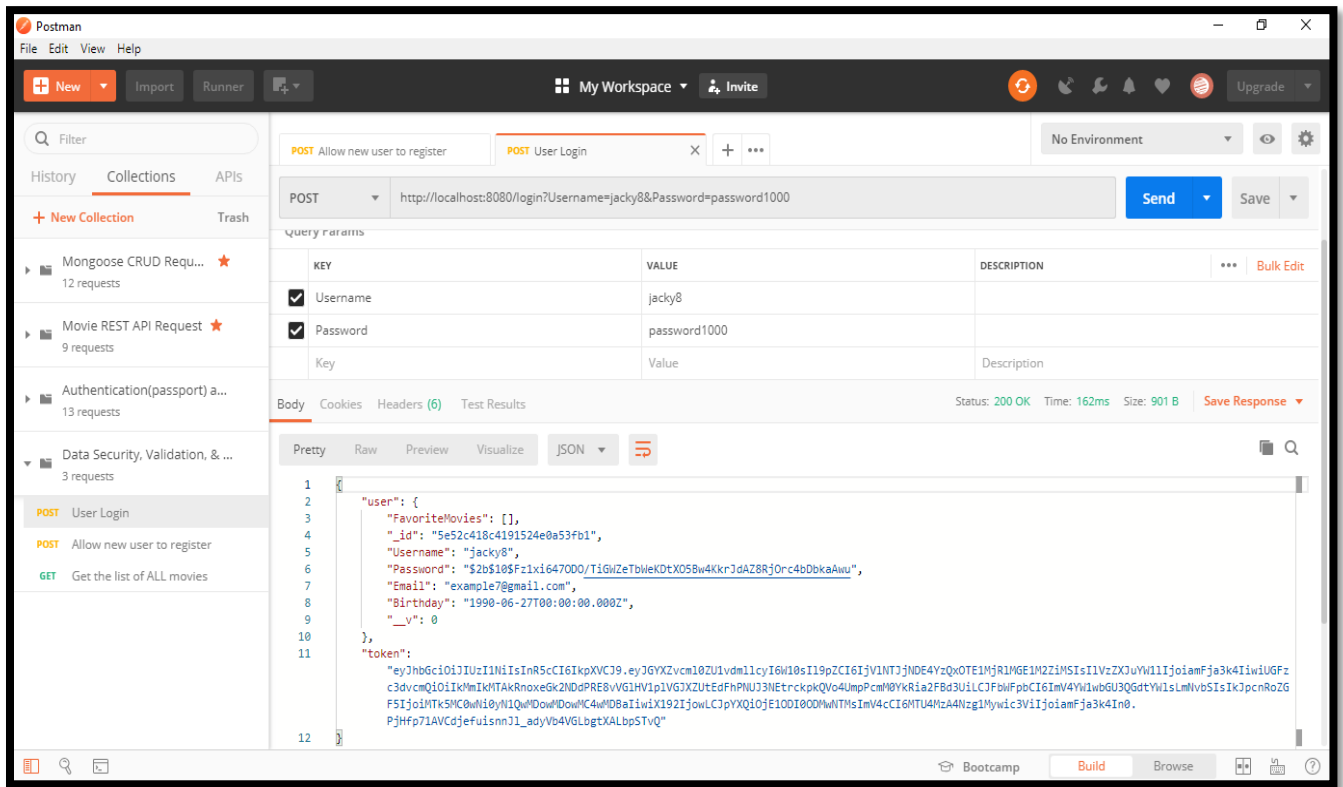 Postman
File Edit View Help
New Import Runner My Workspace Invite Upgrade
Filter
History Collections APIs
+ New Collection Trash
Mongoose CRUD Requ...
12 requests
Movie REST API Request
9 requests
Authentication(passport) a...
13 requests
Data Security, Validation, & ...
3 requests
POST User Login
POST Allow new user to register
GET Get the list of ALL movies
POST Allow new user to register POST User Login X + ••• No Environment
POST http://localhost:8080/login?Username=jacky8&Password=password1000 Send Save
Query Params
KEY VALUE DESCRIPTION ••• Bulk Edit
Username jacky8
Password password1000
Key Value Description
Body Cookies Headers (6) Test Results Status: 200 OK Time: 162ms Size: 901 B Save Response
Pretty Raw Preview Visualize JSON
1 {
2 "user": {
3 "FavoriteMovies": [],
4 "_id": "5e52c418c4191524e0a53fb1",
5 "Username": "jacky8",
6 "Password": "$2b$10$Fz1xi647ODO/TiGWZeTbWeKDtXO5Bw4KkrJdAZ8RjOrc4bDbkaAwu",
7 "Email": "example7@gmail.com",
8 "Birthday": "1990-06-27T00:00:00.000Z",
9 "__v": 0
10 },
11 "token":
"eyJhbGciOiJIUzI1NiIsInR5cCI6IkpXVCJ9.
PjHfp71AVCdjefuisnnJl_adyVb4VGLbgtXALbpSTvQ"
12 }
Bootcamp Build Browse